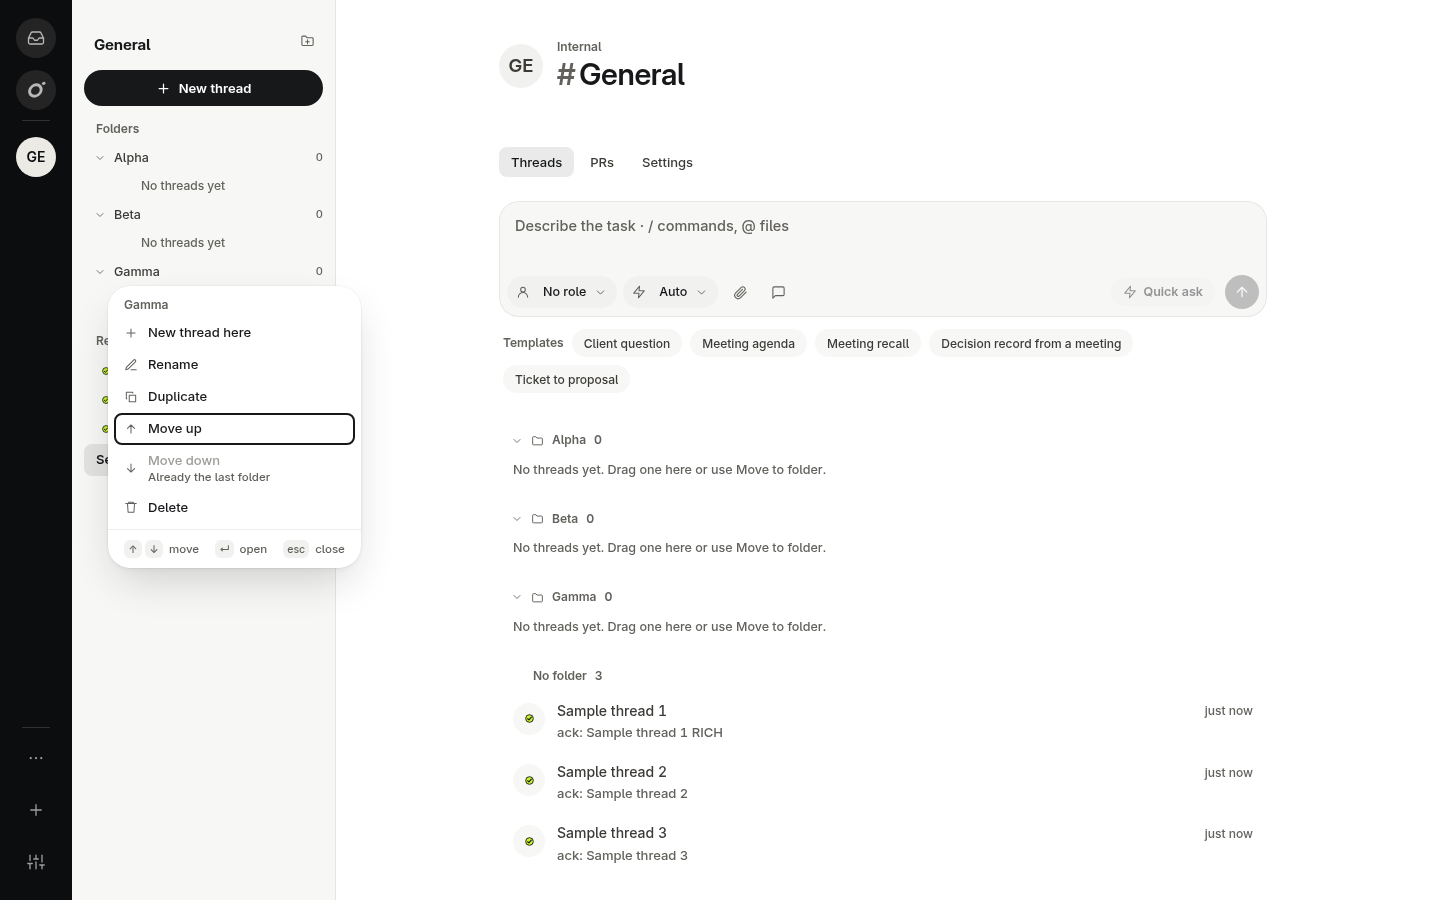 General
New thread
Folders
Alpha 0
No threads yet
Beta 0
No threads yet
Gamma 0
Gamma
New thread here
Rename
Duplicate
Move up
Move down
Already the last folder
Delete
move open esc close
GE
Internal
# General
GE
Threads PRs Settings
Describe the task · / commands, @ files
No role Auto Quick ask
Templates Client question Meeting agenda Meeting recall Decision record from a meeting
Ticket to proposal
Alpha 0
No threads yet. Drag one here or use Move to folder.
Beta 0
No threads yet. Drag one here or use Move to folder.
Gamma 0
No threads yet. Drag one here or use Move to folder.
No folder 3
Sample thread 1 just now
ack: Sample thread 1 RICH
Sample thread 2 just now
ack: Sample thread 2
Sample thread 3 just now
ack: Sample thread 3